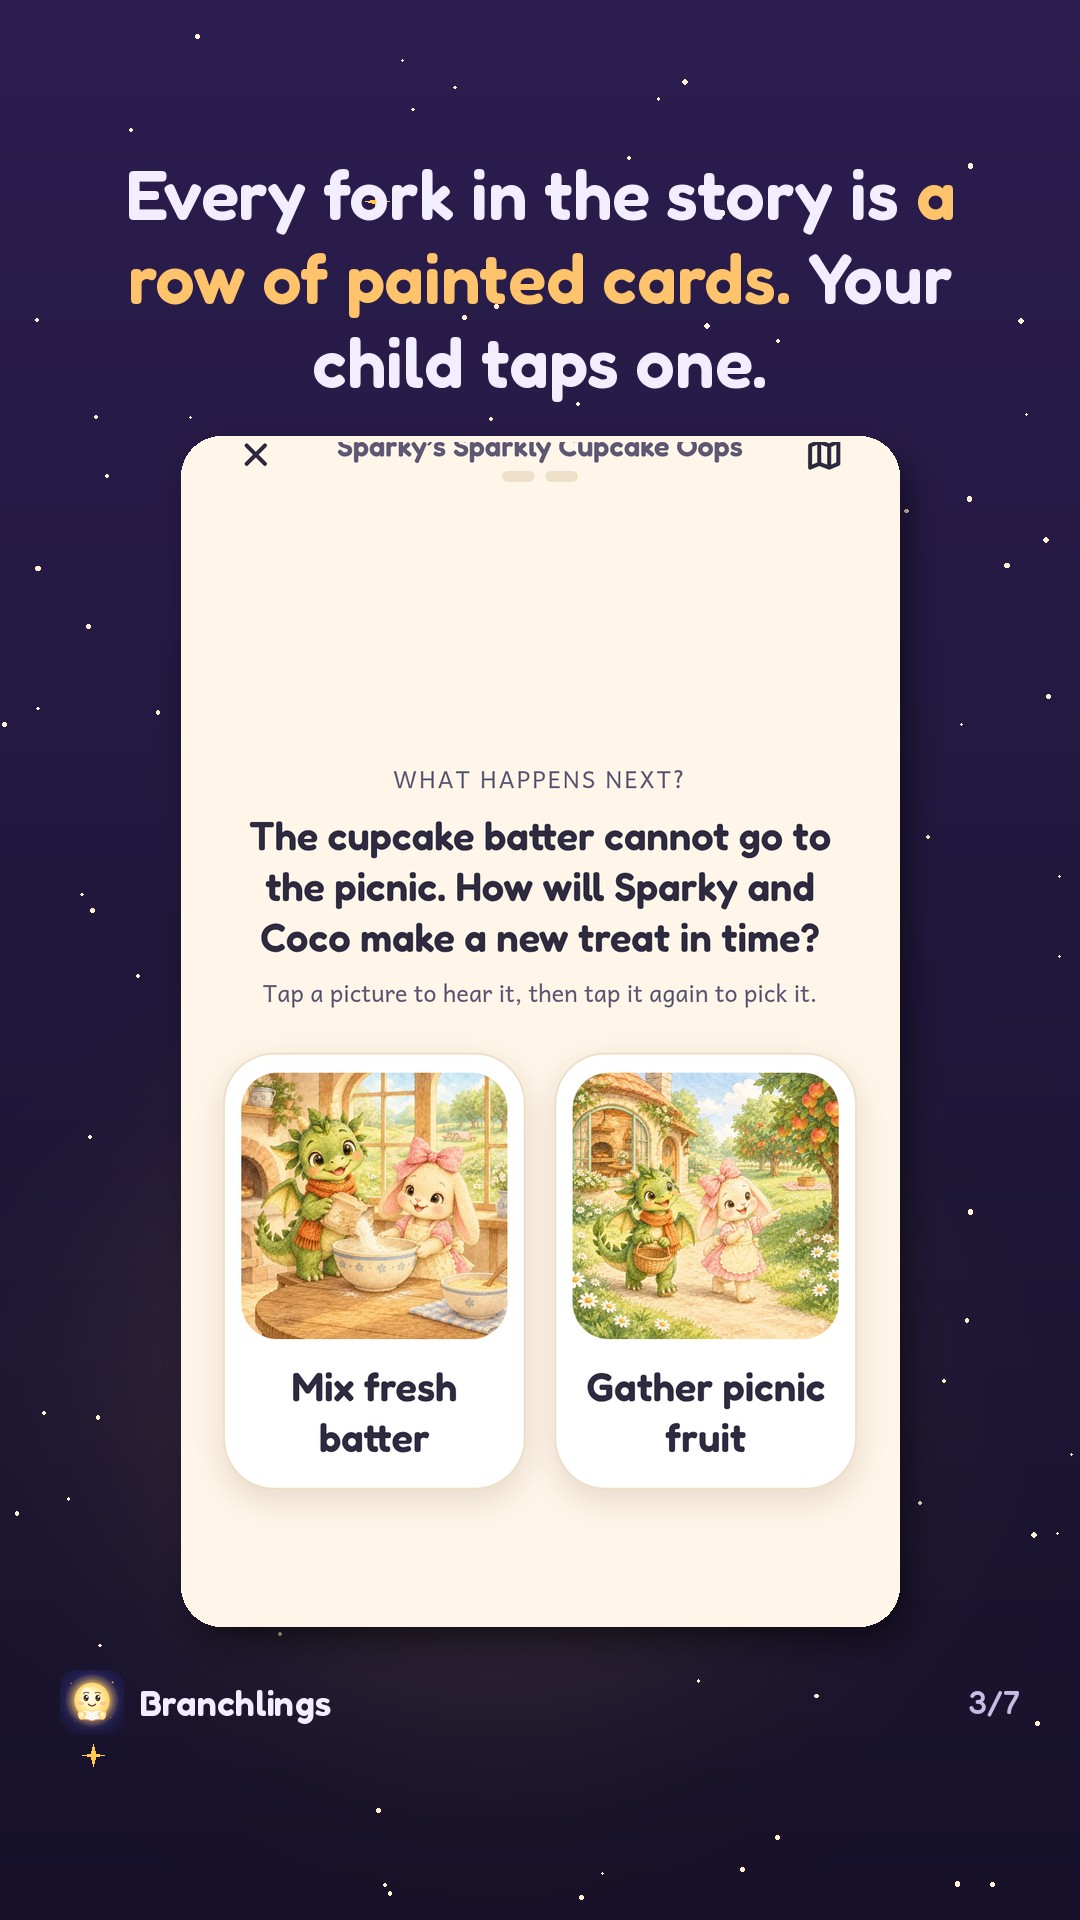 Every fork in the story is a
row of painted cards. Your
child taps one.
Sparky's Sparkly Cupcake Oops
WHAT HAPPENS NEXT?
The cupcake batter cannot go to
the picnic. How will Sparky and
Coco make a new treat in time?
Tap a picture to hear it, then tap it again to pick it.
Mix fresh
batter
Gather picnic
fruit
Branchlings
3/7